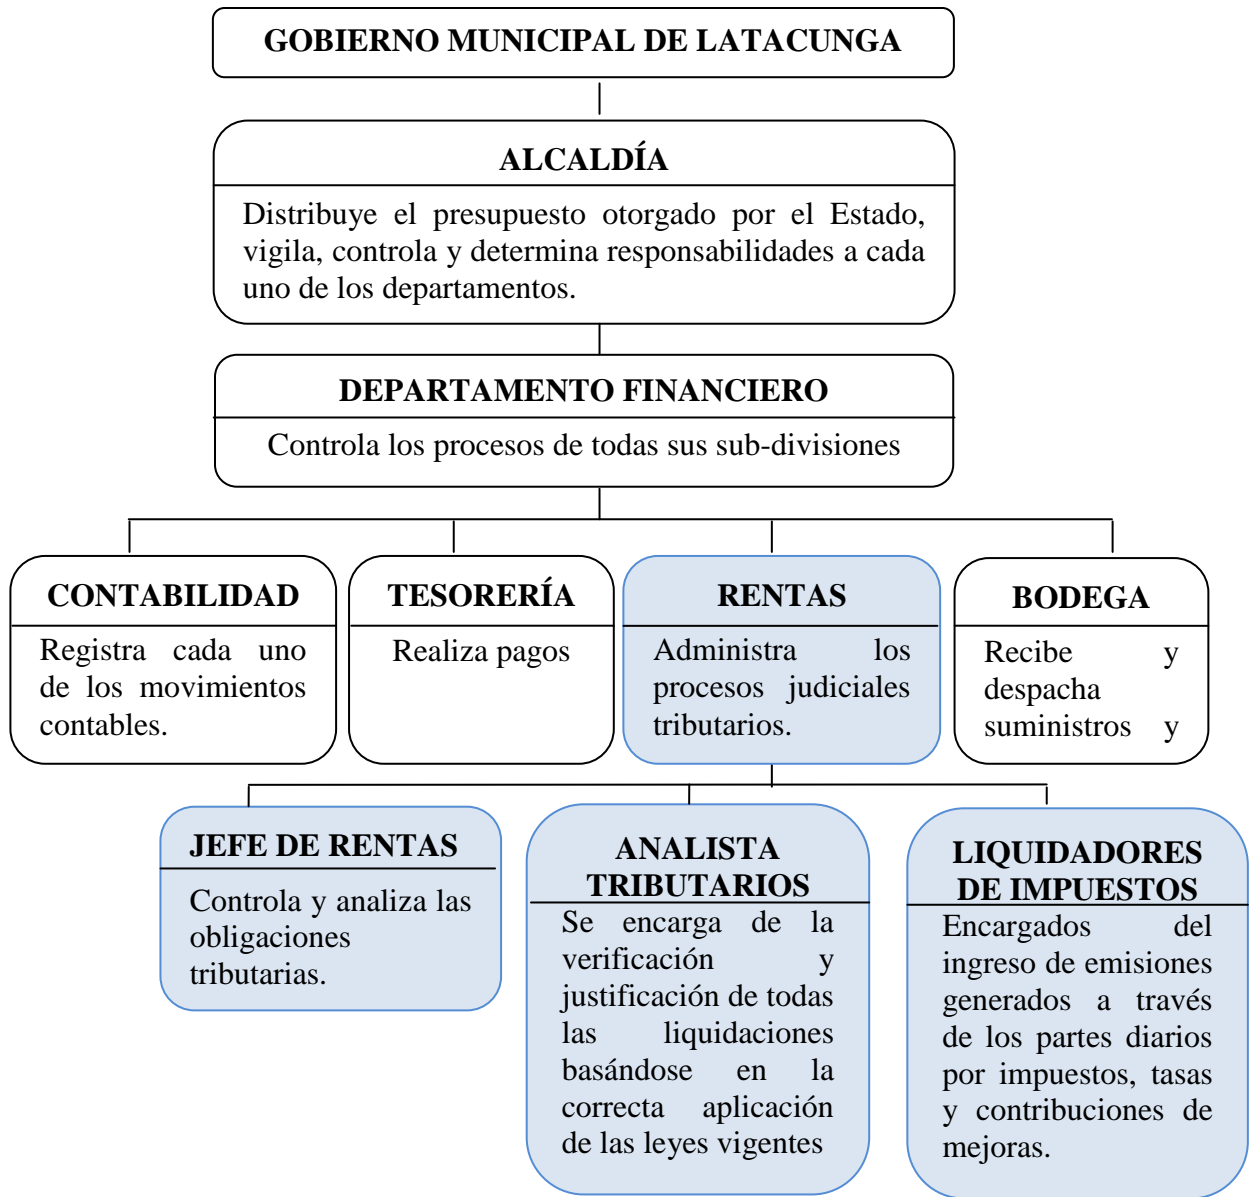 GOBIERNO MUNICIPAL DE LATACUNGA
ALCALDÍA
Distribuye el presupuesto otorgado por el Estado,
vigila, controla y determina responsabilidades a cada
uno de los departamentos.
DEPARTAMENTO FINANCIERO
Controla los procesos de todas sus sub-divisiones
CONTABILIDAD
Registra cada uno
de los movimientos
contables.
TESORERÍA
Realiza pagos
RENTAS
Administra los
procesos judiciales
tributarios.
BODEGA
Recibe y
despacha
suministros y
JEFE DE RENTAS
Controla y analiza las
obligaciones
tributarias.
ANALISTA
TRIBUTARIOS
Se encarga de la
verificación y
justificación de todas
las liquidaciones
basándose en la
correcta aplicación
de las leyes vigentes
LIQUIDADORES
DE IMPUESTOS
Encargados del
ingreso de emisiones
generados a través
de los partes diarios
por impuestos, tasas
y contribuciones de
mejoras.